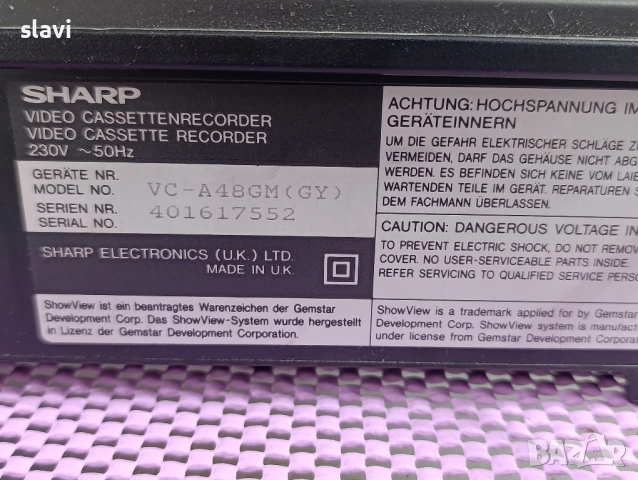 slavi
SHARP
VIDEO CASSETTENRECORDER
VIDEO CASSETTE RECORDER
230V ~50Hz
GERÄTE NR.
MODEL NO. VC-A48GM(GY)
SERIEN NR.
SERIAL NO. 401617552
SHARP ELECTRONICS (U.K.) LTD.
MADE IN U.K.
ShowView ist ein beantragtes Warenzeichen der Gemstar
Development Corp. Das ShowView-System wurde hergestellt
in Lizenz der Gemstar Development Corporation.
ACHTUNG: HOCHSPANNUNG IM
GERÄTEINNERN
UM DIE GEFAHR ELEKTRISCHER SCHLÄGE
VERMEIDEN, DARF DAS GEHÄUSE NICHT
WERDEN. ES BEFINDEN SICH KEINE VOM
WARTENDEN TEILE IM GERÄT. REPARATUREN
DEM FACHMANN ÜBERLASSEN.
CAUTION: DANGEROUS VOLTAGE
TO PREVENT ELECTRIC SHOCK, DO NOT
COVER. NO USER-SERVICEABLE PARTS INSIDE.
REFER SERVICING TO QUALIFIED SERVICE
ShowView is a trademark applied for by Gemstar
Development Corp. ShowView system is
under license from Gemstar Development
BAZAR